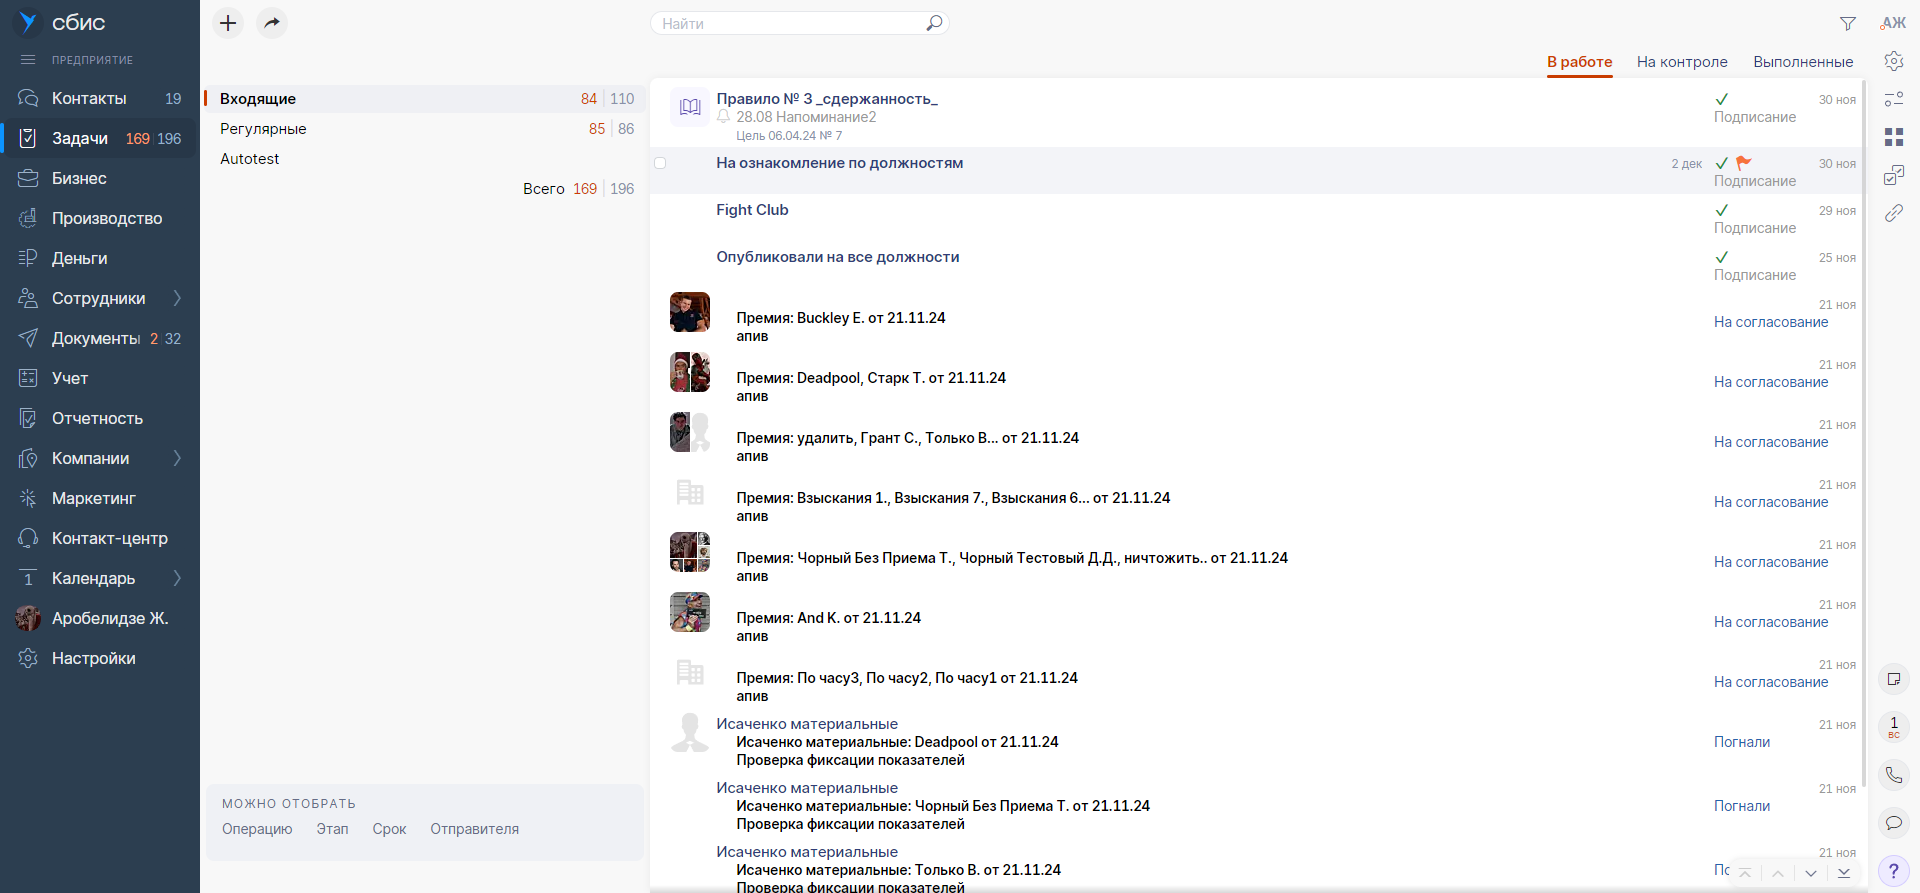 сбис
ПРЕДПРИЯТИЕ
Контакты 19
Задачи 169 196
Бизнес
Производство
Деньги
Сотрудники
Документы 2 32
Учет
Отчетность
Компании
Маркетинг
Контакт-центр
1 Календарь
Аробелидзе Ж.
Настройки
Найти
АЖ
В работе На контроле Выполненные
Входящие 84 110
Регулярные 85 86
Autotest
Всего 169 196
МОЖНО ОТОБРАТЬ
Операцию Этап Срок Отправителя
Правило № 3 _сдержанность_ 30 ноя
28.08 Напоминание2 Подписание
Цель 06.04.24 № 7
На ознакомление по должностям 2 дек 30 ноя
Подписание
Fight Club 29 ноя
Подписание
Опубликовали на все должности 25 ноя
Подписание
21 ноя
Премия: Buckley E. от 21.11.24 На согласование
апив
21 ноя
Премия: Deadpool, Старк Т. от 21.11.24 На согласование
апив
21 ноя
Премия: удалить, Грант С., Только В... от 21.11.24 На согласование
апив
21 ноя
Премия: Взыскания 1., Взыскания 7., Взыскания 6... от 21.11.24 На согласование
апив
21 ноя
Премия: Чорный Без Приема Т., Чорный Тестовый Д.Д., ничтожить.. от 21.11.24 На согласование
апив
21 ноя
Премия: And K. от 21.11.24 На согласование
апив
21 ноя
Премия: По часу3, По часу2, По часу1 от 21.11.24 На согласование
апив
Исаченко материальные 21 ноя
Исаченко материальные: Deadpool от 21.11.24 Погнали
Проверка фиксации показателей
Исаченко материальные 21 ноя
Исаченко материальные: Чорный Без Приема Т. от 21.11.24 Погнали
Проверка фиксации показателей
Исаченко материальные 21 ноя
Исаченко материальные: Только В. от 21.11.24
Проверка фиксации показателей
1
ВС
?